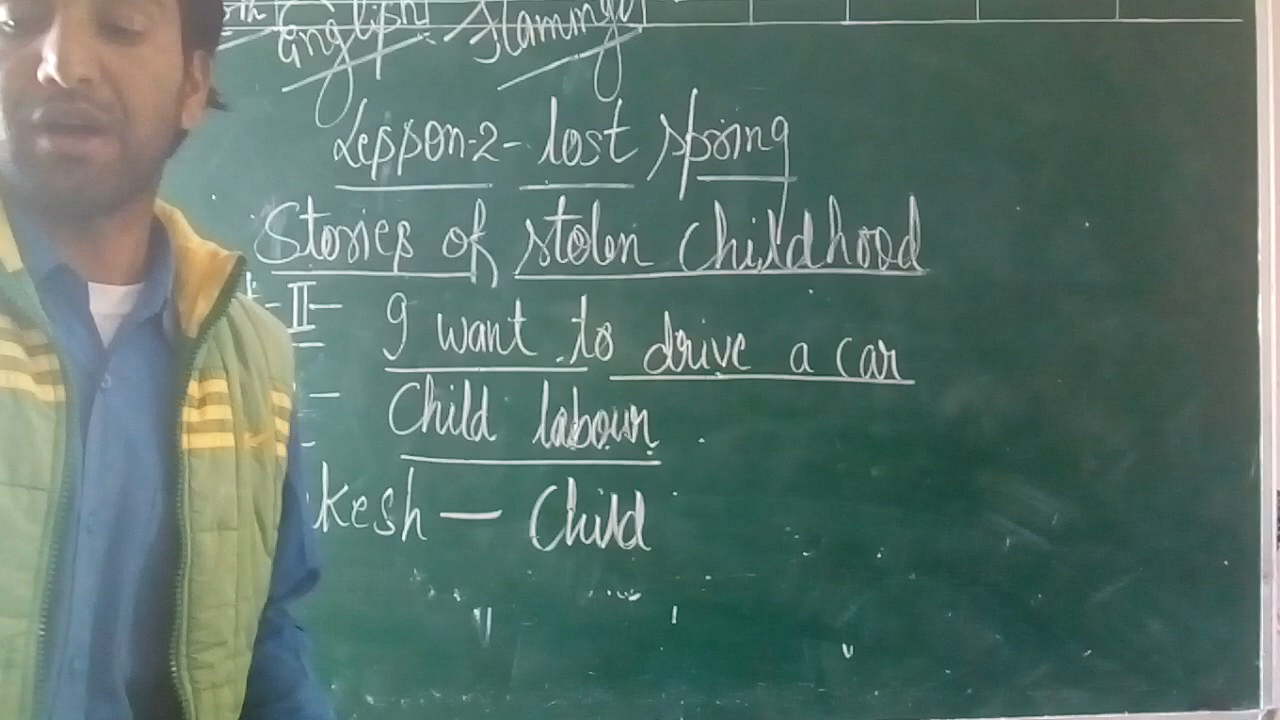 English Flamingo
Lesson-2- lost spring
Stories of stolen Childhood
II- I want to drive a car
- Child labour
kesh — Child